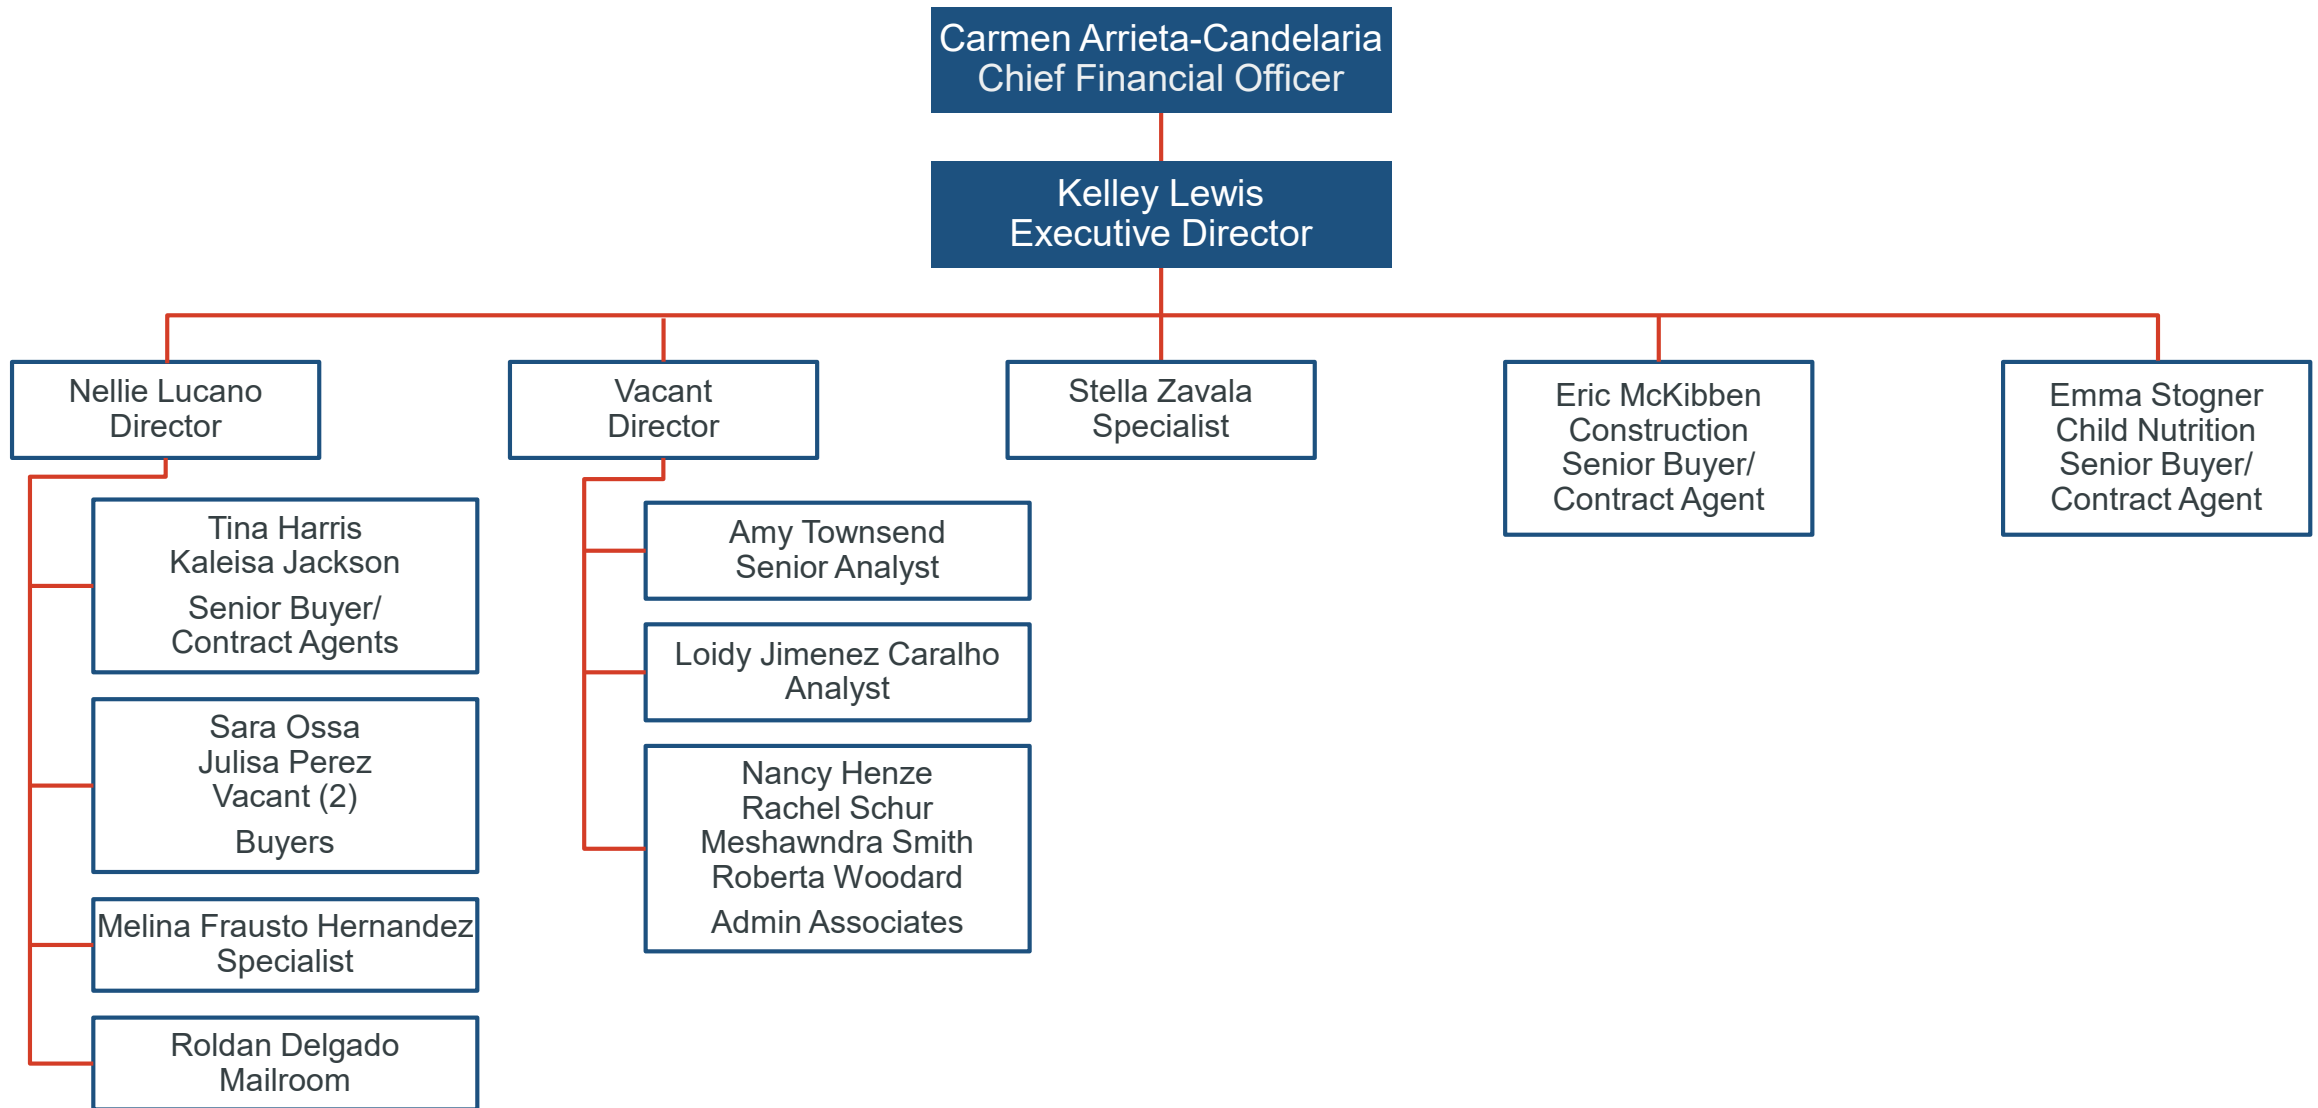 Carmen Arrieta-Candelaria
Chief Financial Officer
Kelley Lewis
Executive Director
Nellie Lucano
Director
Vacant
Director
Stella Zavala
Specialist
Eric McKibben
Construction
Senior Buyer/
Contract Agent
Emma Stogner
Child Nutrition
Senior Buyer/
Contract Agent
Tina Harris
Kaleisa Jackson
Senior Buyer/
Contract Agents
Sara Ossa
Julisa Perez
Vacant (2)
Buyers
Melina Frausto Hernandez
Specialist
Roldan Delgado
Mailroom
Amy Townsend
Senior Analyst
Loidy Jimenez Caralho
Analyst
Nancy Henze
Rachel Schur
Meshawndra Smith
Roberta Woodard
Admin Associates